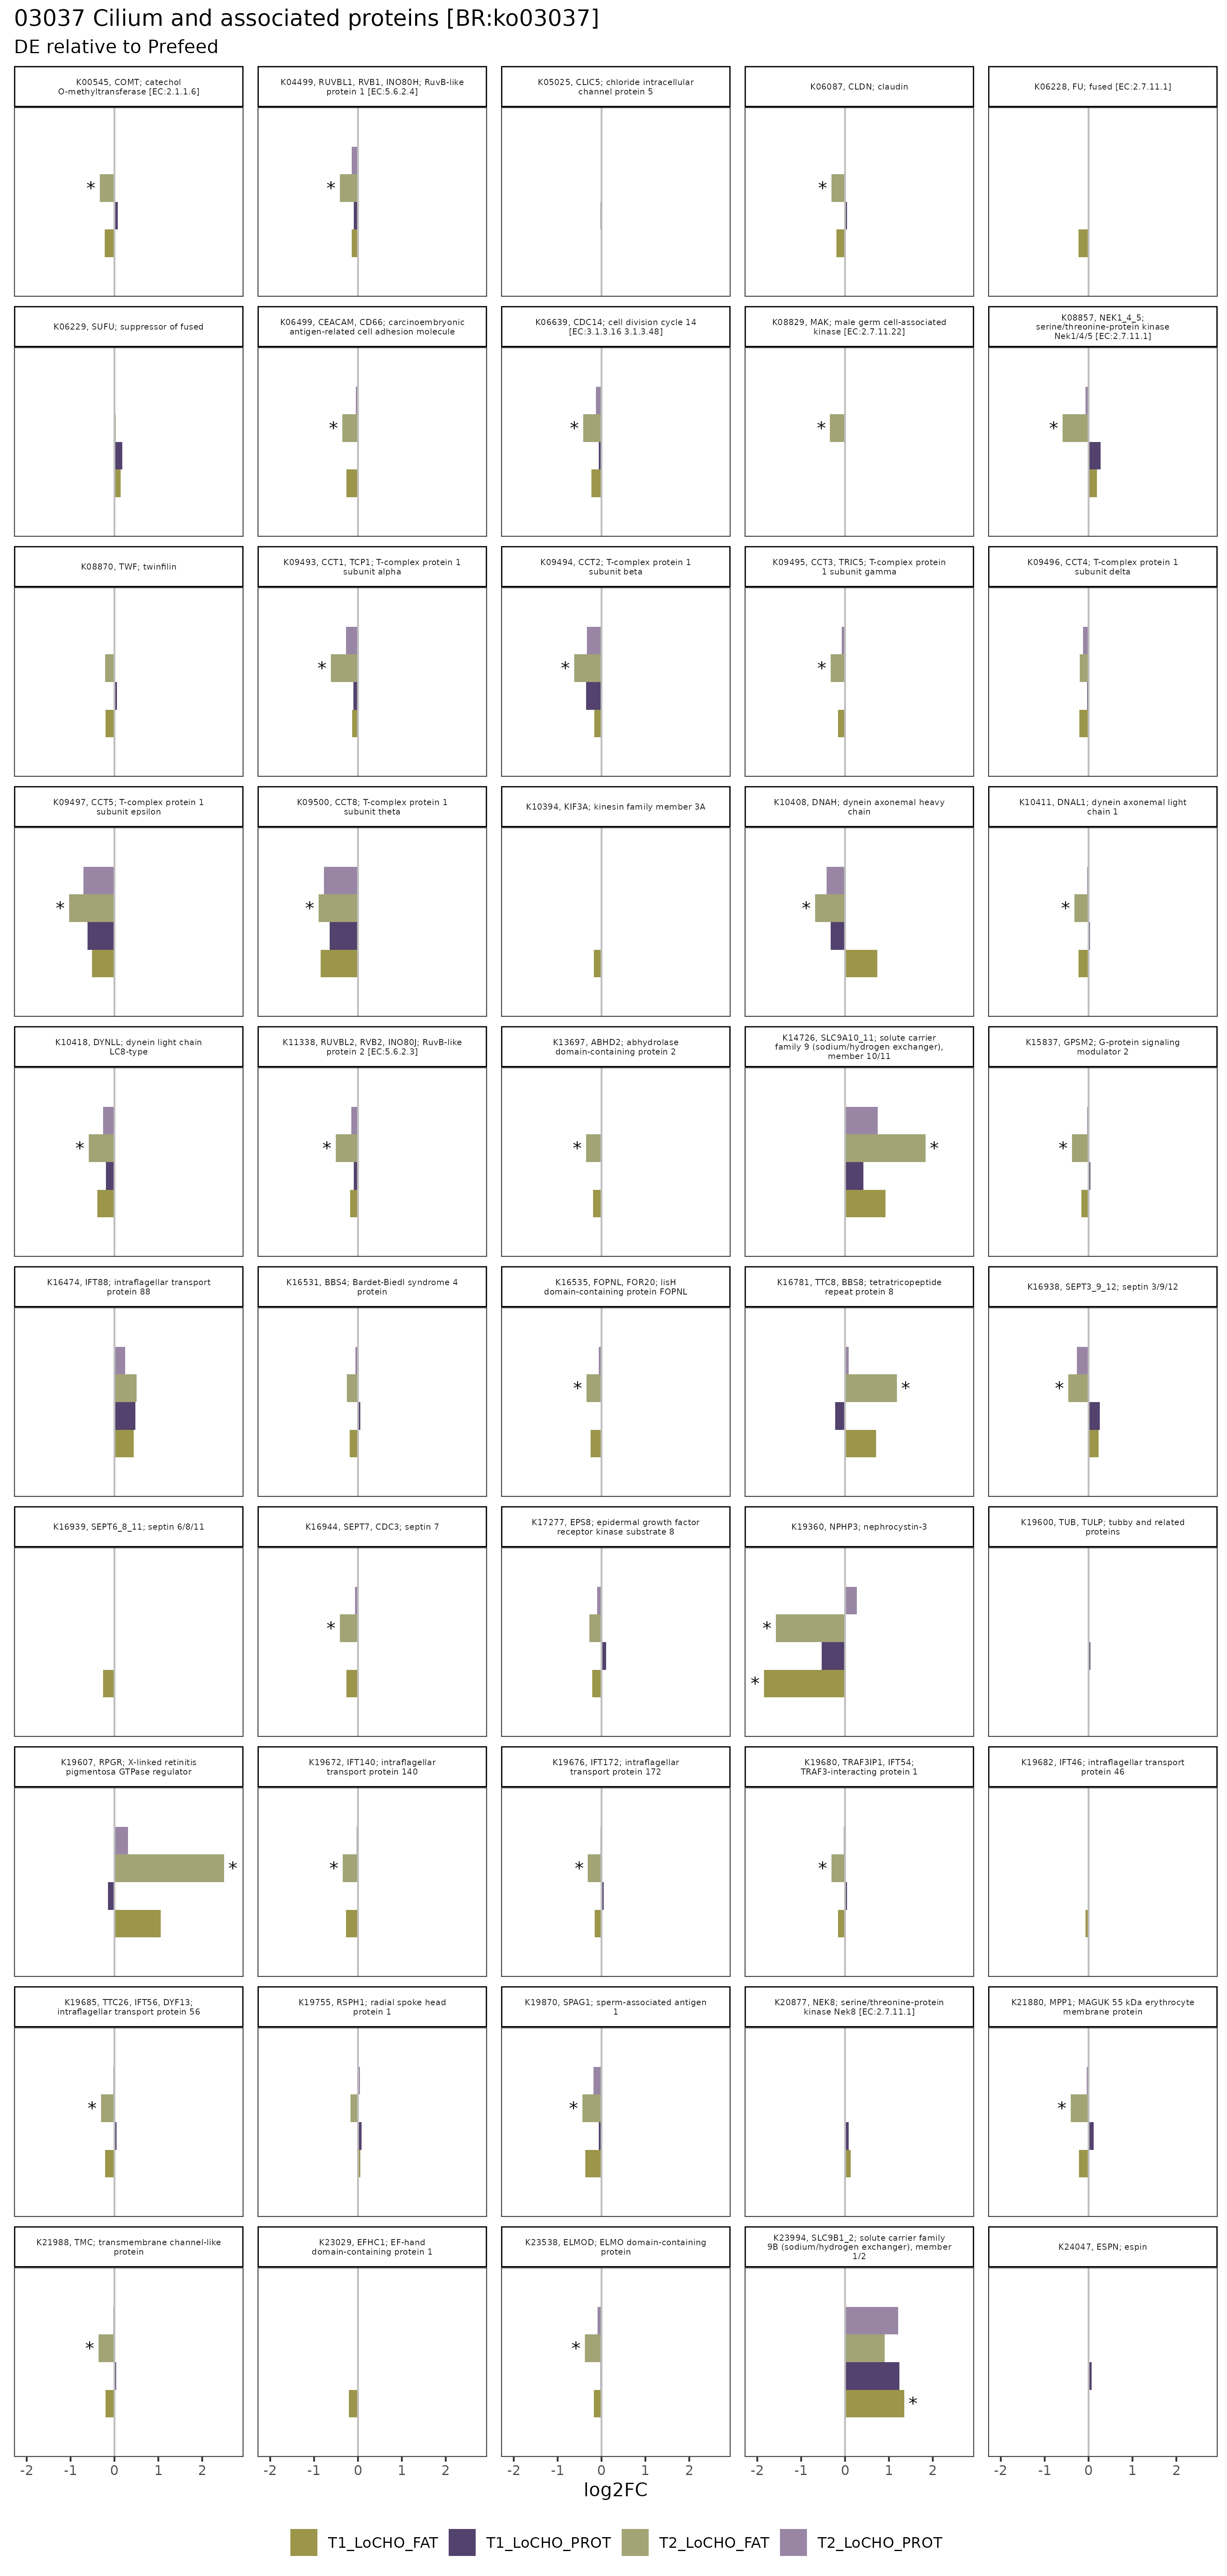 03037 Cilium and associated proteins [BR:ko03037]
DE relative to Prefeed
K00545, COMT; catechol
O-methyltransferase [EC:2.1.1.6]
K04499, RUVBL1, RVB1, INO80H; RuvB-like
protein 1 [EC:5.6.2.4]
K05025, CLIC5; chloride intracellular
channel protein 5
K06087, CLDN; claudin
K06228, FU; fused [EC:2.7.11.1]
*
*
*
K06229, SUFU; suppressor of fused
K06499, CEACAM, CD66; carcinoembryonic
antigen-related cell adhesion molecule
K06639, CDC14; cell division cycle 14
[EC:3.1.3.16 3.1.3.48]
K08829, MAK; male germ cell-associated
kinase [EC:2.7.11.22]
K08857, NEK1_4_5;
serine/threonine-protein kinase
Nek1/4/5 [EC:2.7.11.1]
*
*
*
*
K08870, TWF; twinfilin
K09493, CCT1, TCP1; T-complex protein 1
subunit alpha
K09494, CCT2; T-complex protein 1
subunit beta
K09495, CCT3, TRIC5; T-complex protein
1 subunit gamma
K09496, CCT4; T-complex protein 1
subunit delta
*
*
*
K09497, CCT5; T-complex protein 1
subunit epsilon
K09500, CCT8; T-complex protein 1
subunit theta
K10394, KIF3A; kinesin family member 3A
K10408, DNAH; dynein axonemal heavy
chain
K10411, DNAL1; dynein axonemal light
chain 1
*
*
*
*
K10418, DYNLL; dynein light chain
LC8-type
K11338, RUVBL2, RVB2, INO80J; RuvB-like
protein 2 [EC:5.6.2.3]
K13697, ABHD2; abhydrolase
domain-containing protein 2
K14726, SLC9A10_11; solute carrier
family 9 (sodium/hydrogen exchanger),
member 10/11
K15837, GPSM2; G-protein signaling
modulator 2
*
*
*
*
*
K16474, IFT88; intraflagellar transport
protein 88
K16531, BBS4; Bardet-Biedl syndrome 4
protein
K16535, FOPNL, FOR20; lisH
domain-containing protein FOPNL
K16781, TTC8, BBS8; tetratricopeptide
repeat protein 8
K16938, SEPT3_9_12; septin 3/9/12
*
*
*
K16939, SEPT6_8_11; septin 6/8/11
K16944, SEPT7, CDC3; septin 7
K17277, EPS8; epidermal growth factor
receptor kinase substrate 8
K19360, NPHP3; nephrocystin-3
K19600, TUB, TULP; tubby and related
proteins
*
*
*
K19607, RPGR; X-linked retinitis
pigmentosa GTPase regulator
K19672, IFT140; intraflagellar
transport protein 140
K19676, IFT172; intraflagellar
transport protein 172
K19680, TRAF3IP1, IFT54;
TRAF3-interacting protein 1
K19682, IFT46; intraflagellar transport
protein 46
*
*
*
*
K19685, TTC26, IFT56, DYF13;
intraflagellar transport protein 56
K19755, RSPH1; radial spoke head
protein 1
K19870, SPAG1; sperm-associated antigen
1
K20877, NEK8; serine/threonine-protein
kinase Nek8 [EC:2.7.11.1]
K21880, MPP1; MAGUK 55 kDa erythrocyte
membrane protein
*
*
*
K21988, TMC; transmembrane channel-like
protein
K23029, EFHC1; EF-hand
domain-containing protein 1
K23538, ELMOD; ELMO domain-containing
protein
K23994, SLC9B1_2; solute carrier family
9B (sodium/hydrogen exchanger), member
1/2
K24047, ESPN; espin
*
*
*
-2 -1 0 1 2
-2 -1 0 1 2
-2 -1 0 1 2
-2 -1 0 1 2
-2 -1 0 1 2
log2FC
T1_LoCHO_FAT
T1_LoCHO_PROT
T2_LoCHO_FAT
T2_LoCHO_PROT